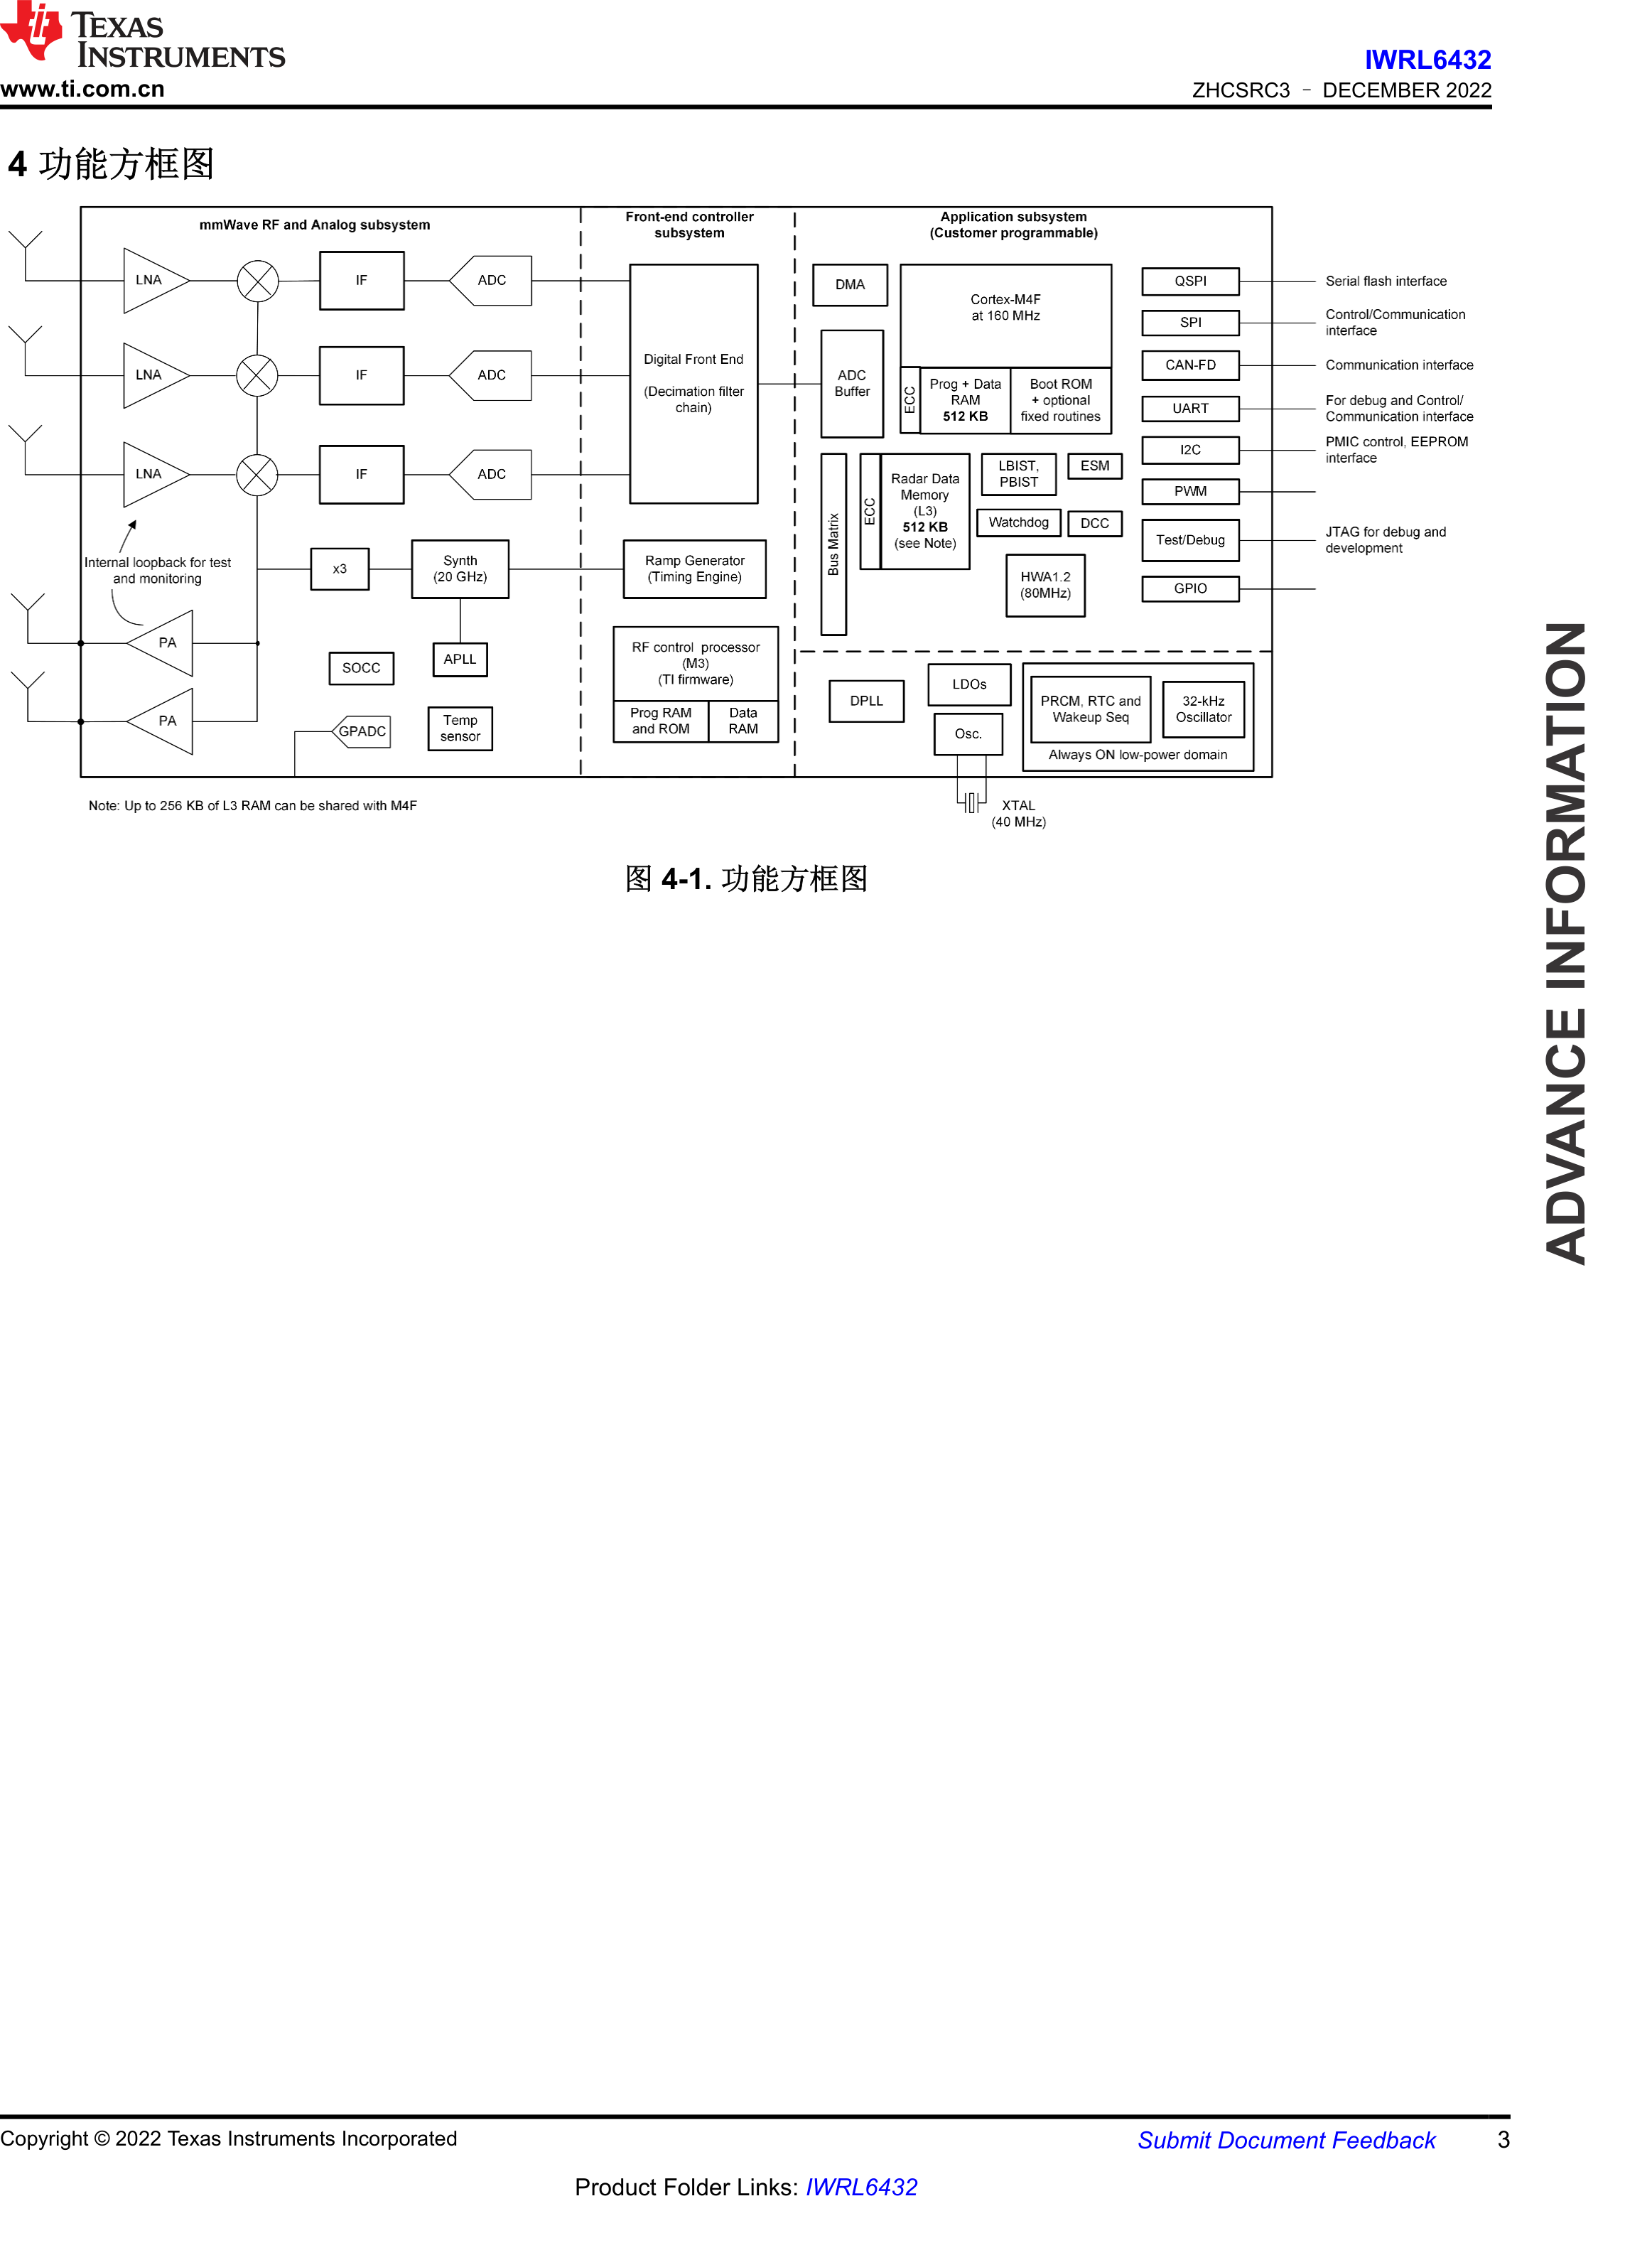 TEXAS
INSTRUMENTS
www.ti.com.cn
IWRL6432
ZHCSRC3 – DECEMBER 2022
4 功能方框图
mmWave RF and Analog subsystem
Front-end controller
subsystem
Application subsystem
(Customer programmable)
LNA
IF
ADC
LNA
IF
ADC
LNA
IF
ADC
Internal loopback for test
and monitoring
PA
PA
x3
Synth
(20 GHz)
SOCC
APLL
GPADC
Temp
sensor
Digital Front End
(Decimation filter
chain)
Ramp Generator
(Timing Engine)
RF control processor
(M3)
(TI firmware)
Prog RAM
and ROM
Data
RAM
DMA
ADC
Buffer
Cortex-M4F
at 160 MHz
ECC
Prog + Data
RAM
512 KB
Boot ROM
+ optional
fixed routines
Bus Matrix
ECC
Radar Data
Memory
(L3)
512 KB
(see Note)
LBIST,
PBIST
ESM
Watchdog
DCC
HWA1.2
(80MHz)
QSPI
Serial flash interface
SPI
Control/Communication
interface
CAN-FD
Communication interface
UART
For debug and Control/
Communication interface
I2C
PMIC control, EEPROM
interface
PWM
Test/Debug
JTAG for debug and
development
GPIO
DPLL
LDOs
Osc.
PRCM, RTC and
Wakeup Seq
32-kHz
Oscillator
Always ON low-power domain
XTAL
(40 MHz)
Note: Up to 256 KB of L3 RAM can be shared with M4F
图 4-1. 功能方框图
ADVANCE INFORMATION
Copyright © 2022 Texas Instruments Incorporated
Submit Document Feedback 3
Product Folder Links: IWRL6432